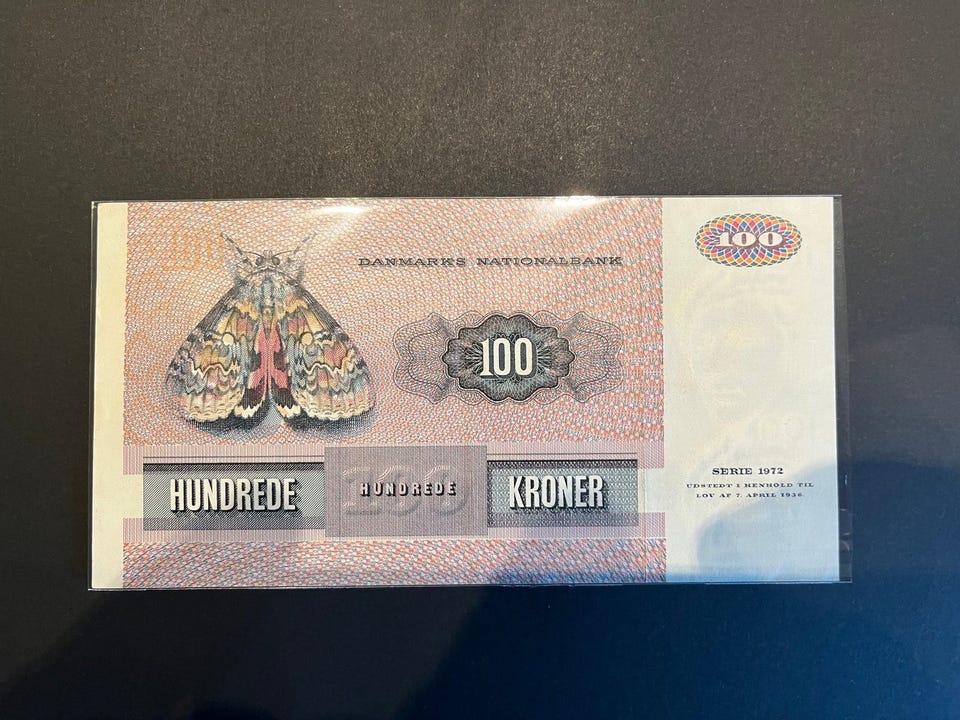 100
DANMARKS NATIONALBANK
100
SERIE 1972
UDSTEDT I HENHOLD TIL
LOV AF 7. APRIL 1936.
HUNDREDE 100 HUNDREDE KRONER